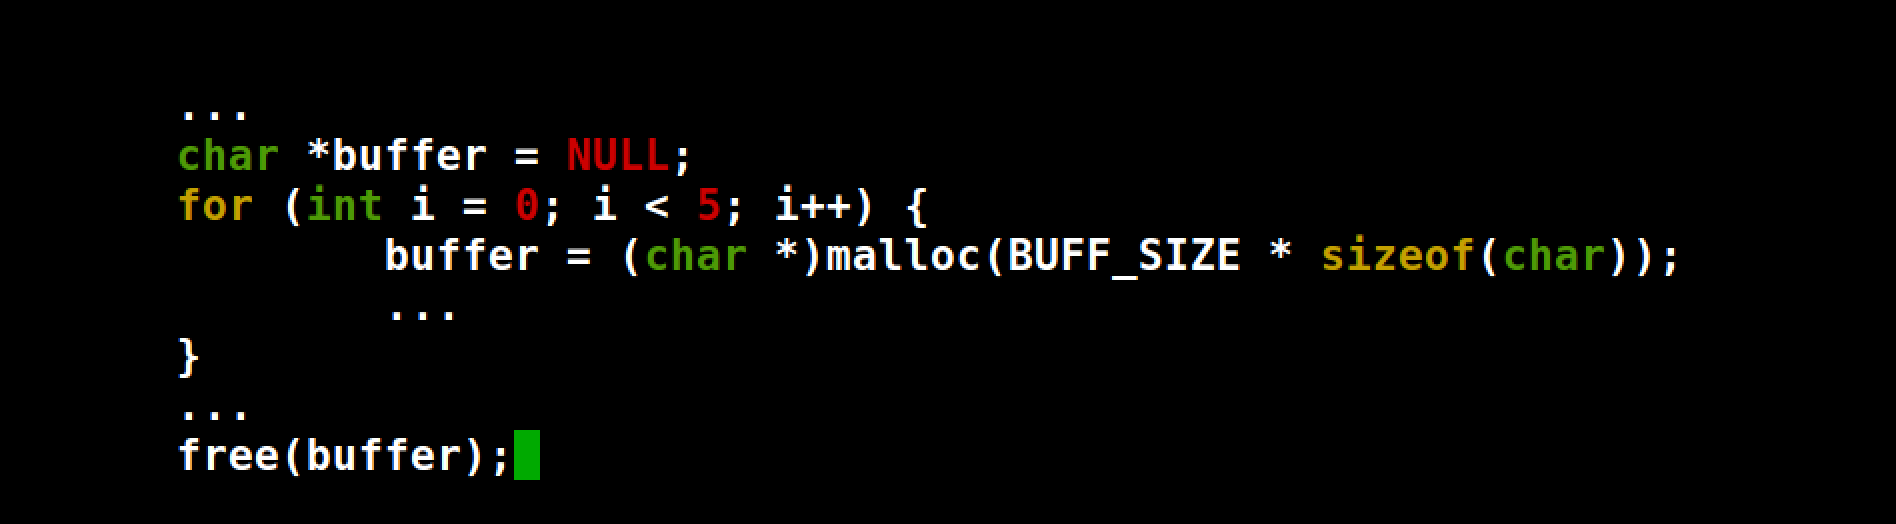 ...
char *buffer = NULL;
for (int i = 0; i < 5; i++) {
        buffer = (char *)malloc(BUFF_SIZE * sizeof(char));
        ...
}
...
free(buffer);